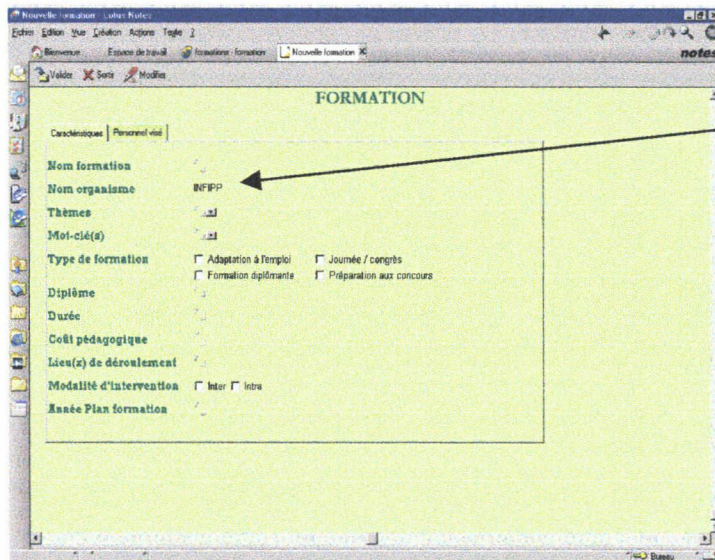 Nouvelle formation - Lotus Notes
Fichier Edition Vue Création Actions Texte ?
Bienvenue Espace de travail formations - formation Nouvelle formation X
notes
Valider Sortir Modifier
FORMATION
Caractéristiques Personnel visé
Nom formation
Nom organisme INFIPP
Thèmes
Mot-clé(s)
Type de formation Adaptation à l'emploi Journée / congrès
Formation diplômante Préparation aux concours
Diplôme
Durée
Coût pédagogique
Lieu(x) de déroulement
Modalité d'intervention Inter Intra
Année Plan formation
Bureau